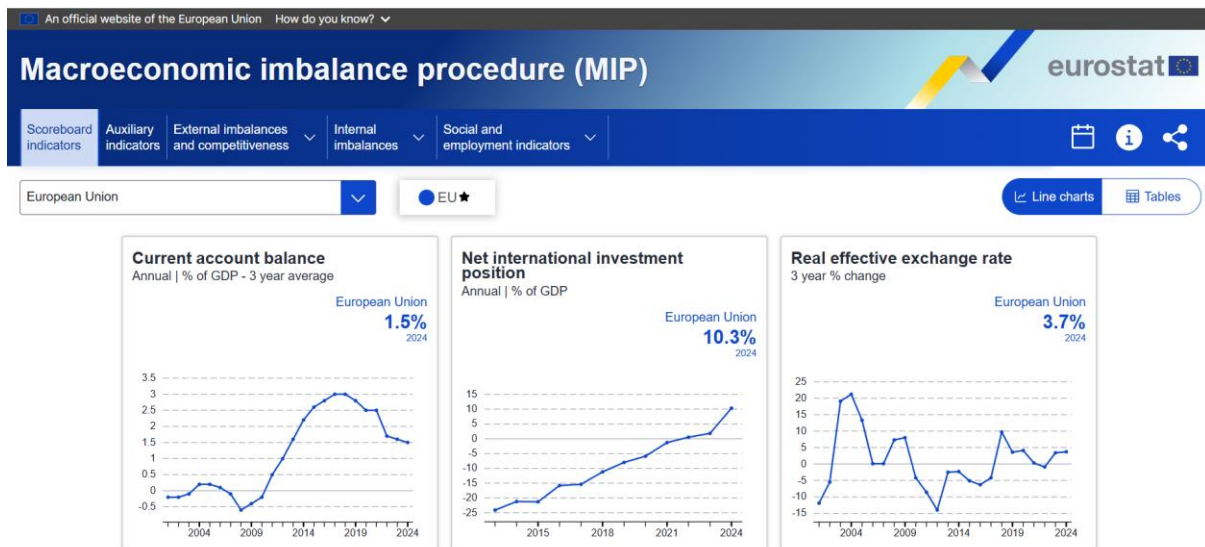 An official website of the European Union How do you know?
Macroeconomic imbalance procedure (MIP)
eurostat
Scoreboard indicators
Auxiliary indicators
External imbalances and competitiveness
Internal imbalances
Social and employment indicators
European Union
EU★
Line charts
Tables
Current account balance
Annual | % of GDP - 3 year average
European Union
1.5%
2024
3.5
3
2.5
2
1.5
1
0.5
0
-0.5
2004 2009 2014 2019 2024
Net international investment
position
Annual | % of GDP
European Union
10.3%
2024
15
10
5
0
-5
-10
-15
-20
-25
2015 2018 2021 2024
Real effective exchange rate
3 year % change
European Union
3.7%
2024
25
20
15
10
5
0
-5
-10
-15
2004 2009 2014 2019 2024